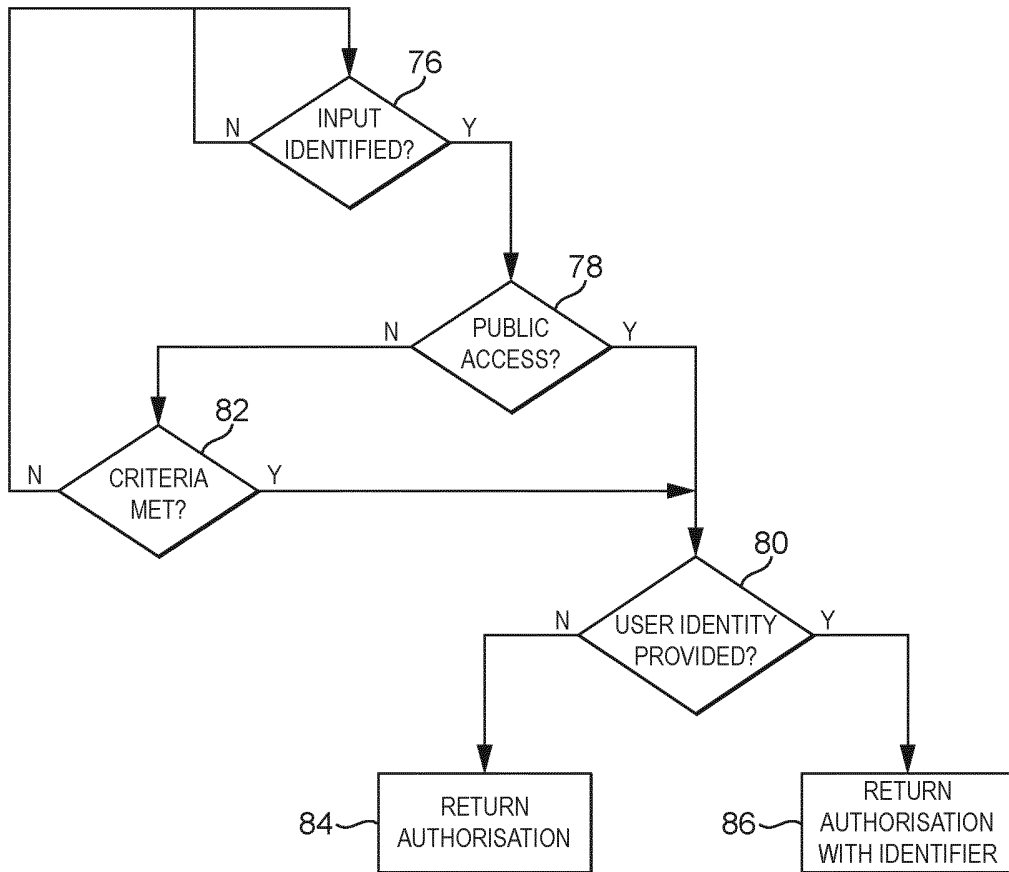 76
INPUT
IDENTIFIED?
N
Y
78
PUBLIC
ACCESS?
N
Y
82
CRITERIA
MET?
N
Y
80
USER IDENTITY
PROVIDED?
N
Y
84
RETURN
AUTHORISATION
86
RETURN
AUTHORISATION
WITH IDENTIFIER